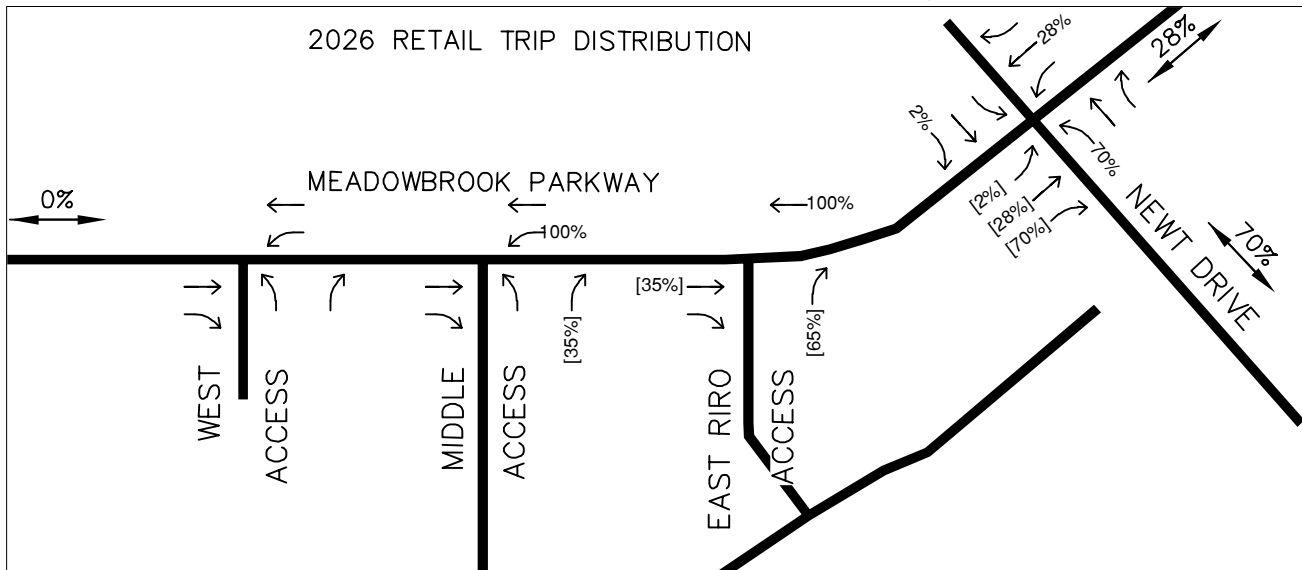 2026 RETAIL TRIP DISTRIBUTION
28%
28%
2%
70%
[2%]
[28%]
[70%]
NEWT DRIVE
70%
MEADOWBROOK PARKWAY
0%
100%
100%
[35%]
[35%]
[65%]
WEST
ACCESS
MIDDLE
ACCESS
EAST RIRO
ACCESS